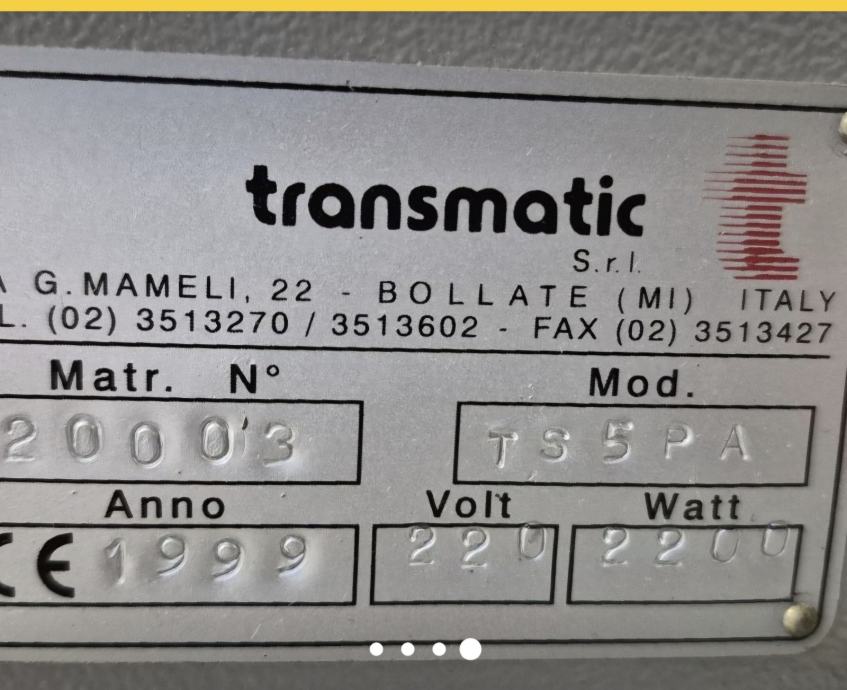 transmatic
S.r.l.
G.MAMELI, 22 - BOLLATE (MI) ITALY
(02) 3513270 / 3513602 - FAX (02) 3513427
Matr. N° Mod.
20003 TS5PA
Anno Volt Watt
CE 1999 220 2200